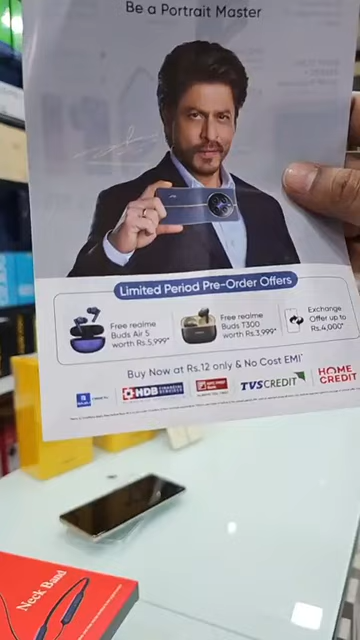 Be a Portrait Master
Limited Period Pre-Order Offers
Free realme
Buds Air 5
worth Rs.5,999*
Free realme
Buds T300
worth Rs.3,999*
Exchange
Offer up to
Rs.4,000*
Buy Now at Rs.12 only & No Cost EMI*
HDB FINANCIAL SERVICES
TVS CREDIT
HOME CREDIT
Neck Band